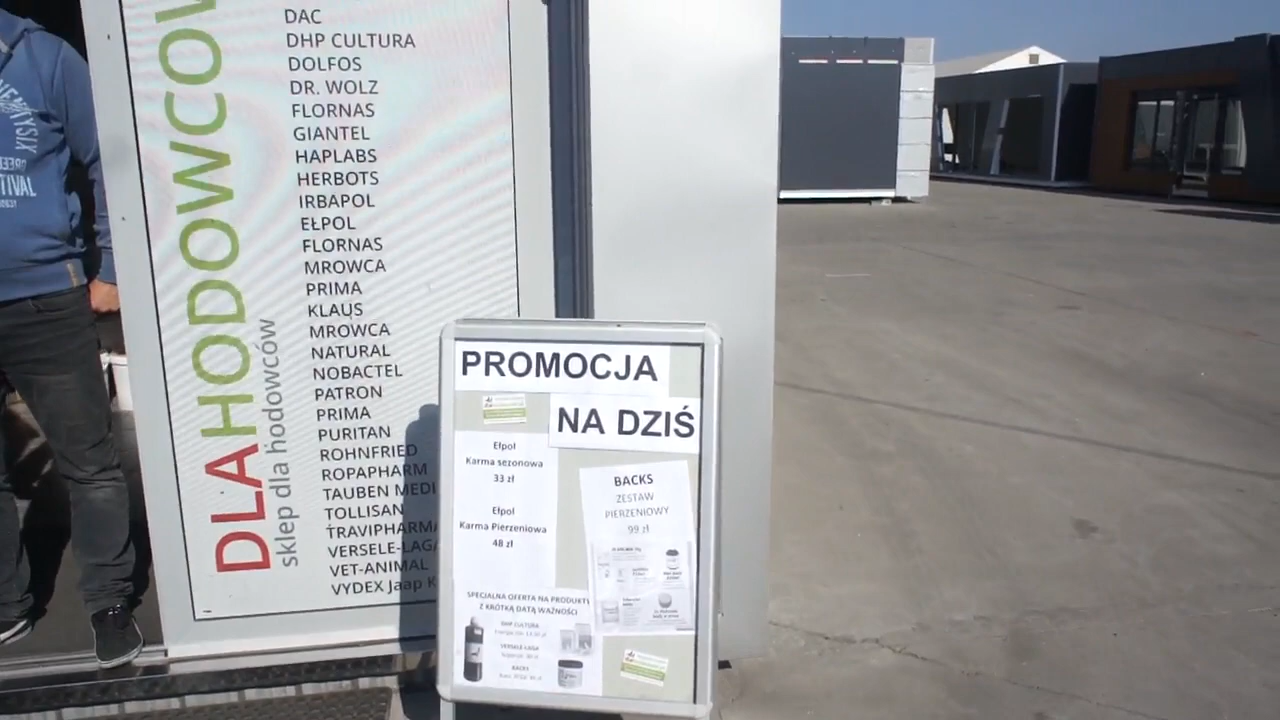 DLAHODOWCÓW
sklep dla hodowców
DAC
DHP CULTURA
DOLFOS
DR. WOLZ
FLORNAS
GIANTEL
HAPLABS
HERBOTS
IRBAPOL
EŁPOL
FLORNAS
MROWCA
PRIMA
KLAUS
MROWCA
NATURAL
NOBACTEL
PATRON
PRIMA
PURITAN
ROHNFRIED
ROPAPHARM
TAUBEN MEDI
TOLLISAN
TRAVIPHARMA
VERSELE-LAGA
VET-ANIMAL
VYDEX Jaap K
PROMOCJA
NA DZIŚ
Ełpol
Karma sezonowa
33 zł
Ełpol
Karma Pierzeniowa
48 zł
BACKS
ZESTAW
PIERZENIOWY
99 zł
SPECJALNA OFERTA NA PRODUKTY
Z KRÓTKĄ DATĄ WAŻNOŚCI
DHP CULTURA
VERSELE-LAGA
BACKS